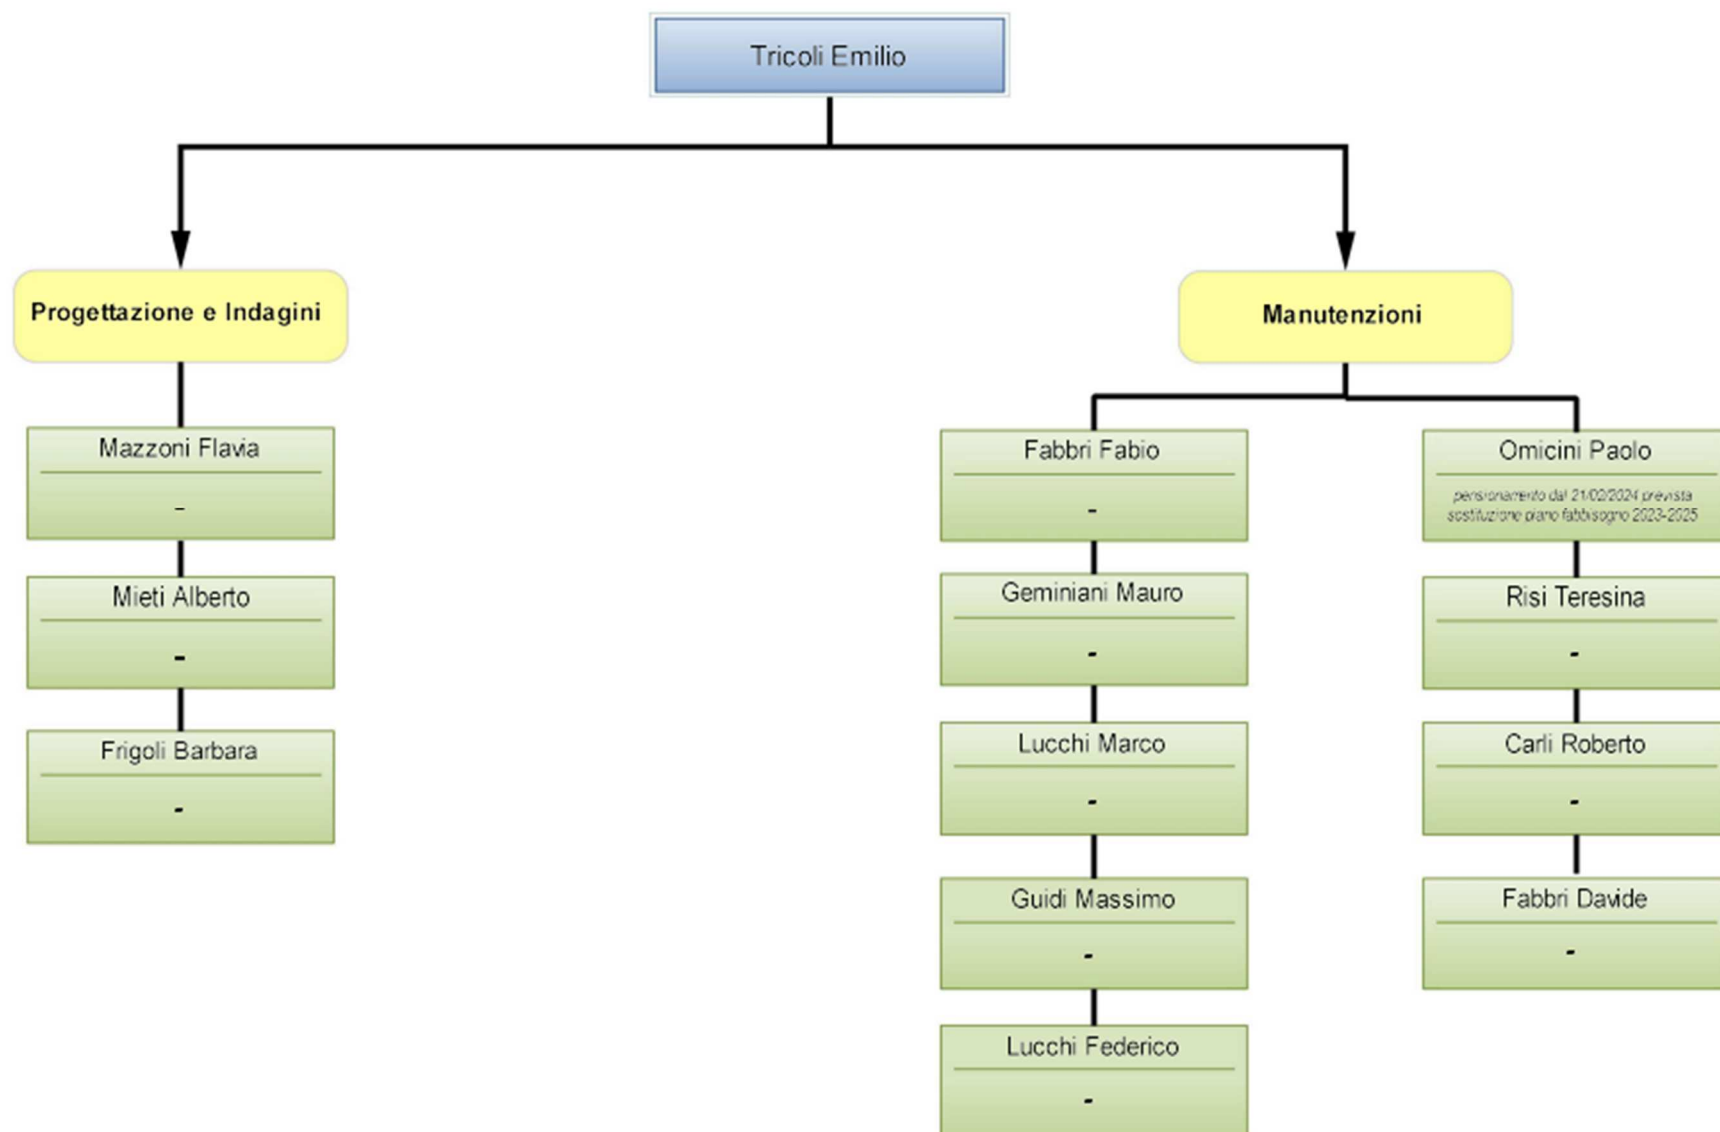 Tricoli Emilio
Progettazione e Indagini
Manutenzioni
Mazzoni Flavia
-
Mieti Alberto
-
Frigoli Barbara
-
Fabbri Fabio
-
Geminiani Mauro
-
Lucchi Marco
-
Guidi Massimo
-
Lucchi Federico
-
Omicini Paolo
pensionamento dal 21/02/2024 prevista
sostituzione piano fabbisogno 2023-2025
Risi Teresina
-
Carli Roberto
-
Fabbri Davide
-